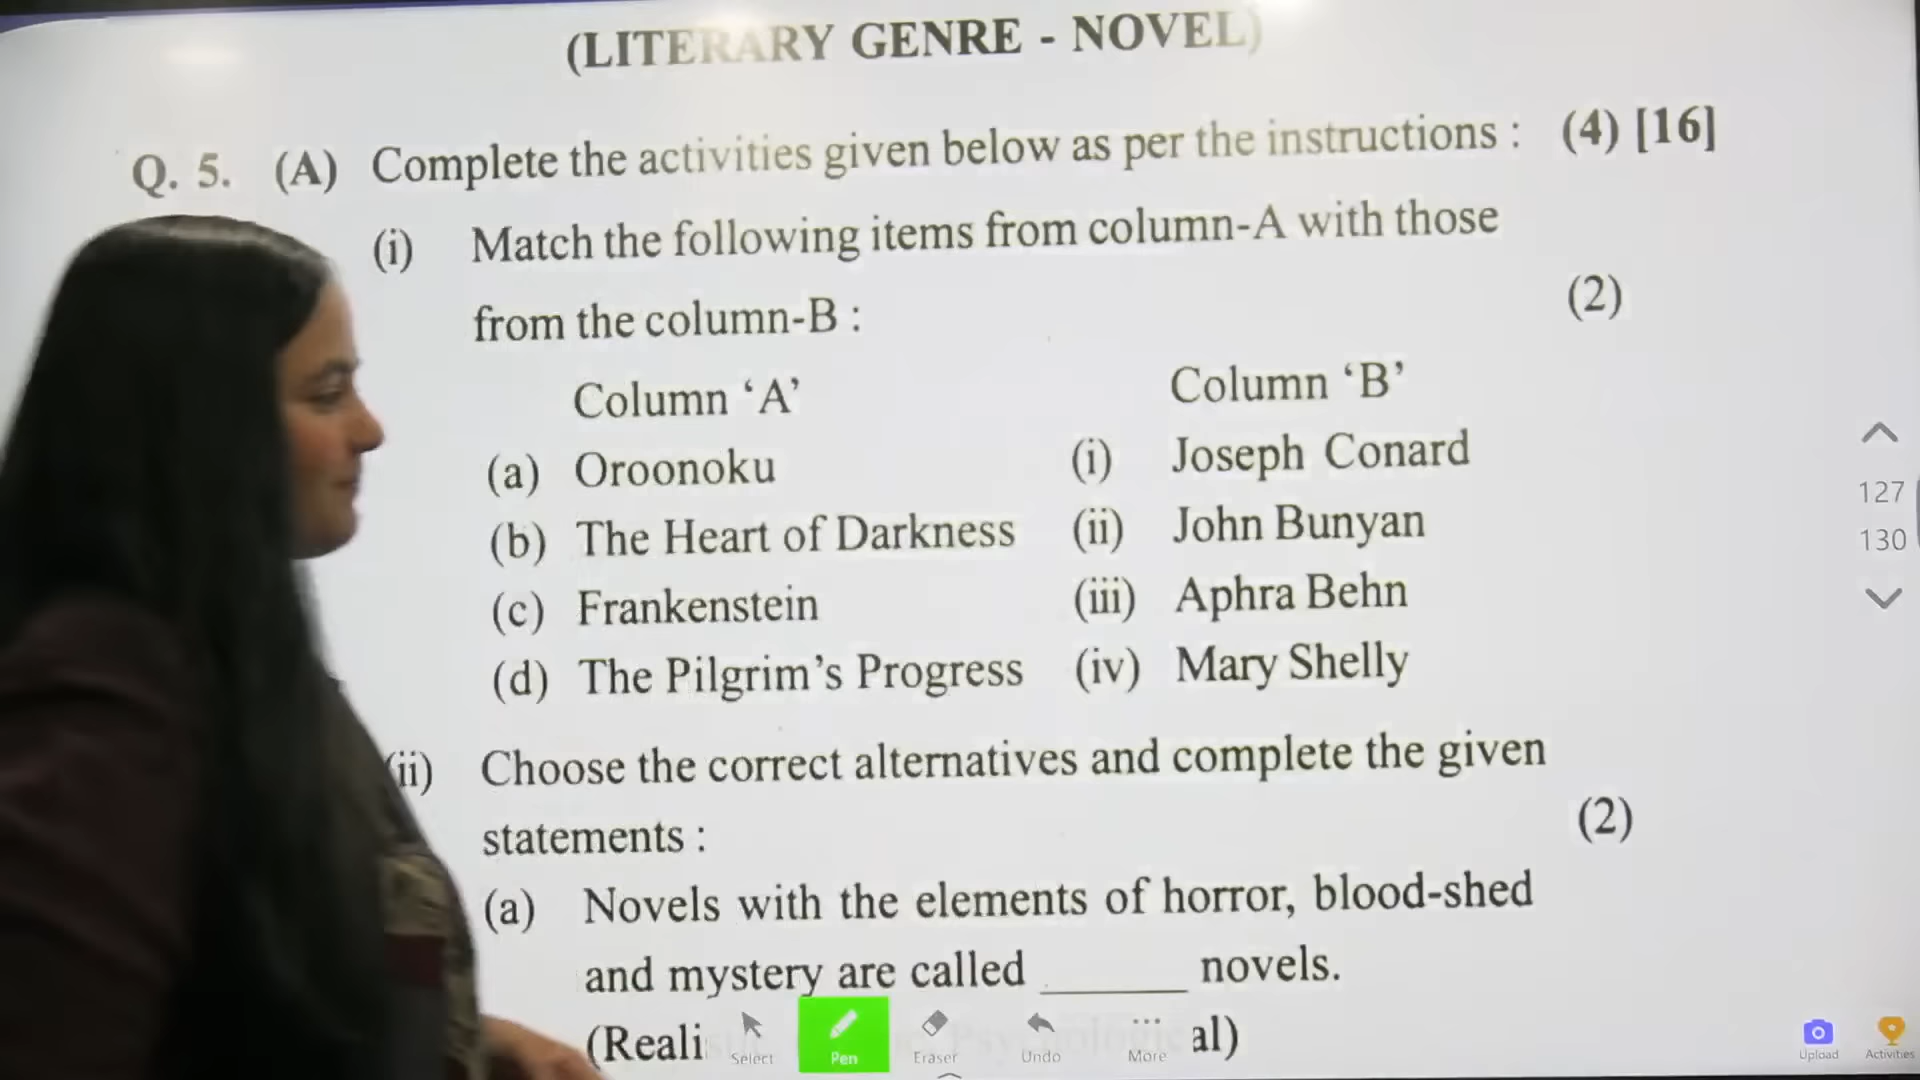 (LITERARY GENRE - NOVEL)
Q. 5. (A) Complete the activities given below as per the instructions : (4) [16]
(i) Match the following items from column-A with those
from the column-B : (2)
Column ‘A’ Column ‘B’
(a) Oroonoku (i) Joseph Conard
(b) The Heart of Darkness (ii) John Bunyan
(c) Frankenstein (iii) Aphra Behn
(d) The Pilgrim’s Progress (iv) Mary Shelly
(ii) Choose the correct alternatives and complete the given
statements : (2)
(a) Novels with the elements of horror, blood-shed
and mystery are called ______ novels.
(Reali al)
127
130
Select
Pen
Eraser
Undo
More
Upload
Activities